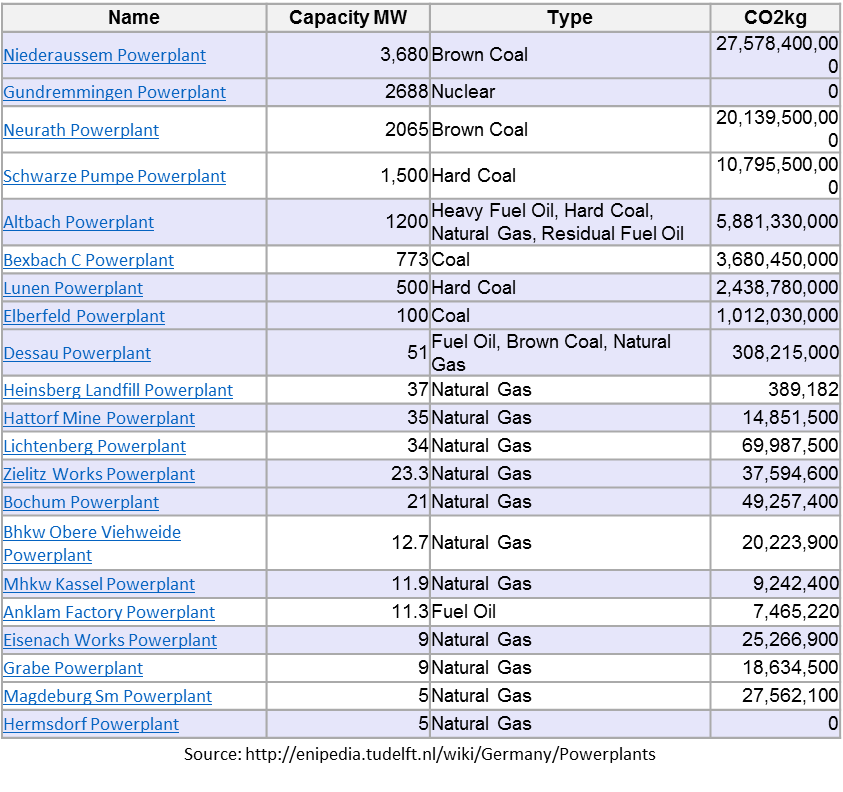 Name Capacity MW Type CO2kg
Niederaussem Powerplant 3,680 Brown Coal 27,578,400,00
0
Gundremmingen Powerplant 2688 Nuclear 0
Neurath Powerplant 2065 Brown Coal 20,139,500,00
0
Schwarze Pumpe Powerplant 1,500 Hard Coal 10,795,500,00
0
Altbach Powerplant 1200 Heavy Fuel Oil, Hard Coal,
Natural Gas, Residual Fuel Oil 5,881,330,000
Bexbach C Powerplant 773 Coal 3,680,450,000
Lunen Powerplant 500 Hard Coal 2,438,780,000
Elberfeld Powerplant 100 Coal 1,012,030,000
Dessau Powerplant 51 Fuel Oil, Brown Coal, Natural
Gas 308,215,000
Heinsberg Landfill Powerplant 37 Natural Gas 389,182
Hattorf Mine Powerplant 35 Natural Gas 14,851,500
Lichtenberg Powerplant 34 Natural Gas 69,987,500
Zielitz Works Powerplant 23.3 Natural Gas 37,594,600
Bochum Powerplant 21 Natural Gas 49,257,400
Bhkw Obere Viehweide
Powerplant 12.7 Natural Gas 20,223,900
Mhkw Kassel Powerplant 11.9 Natural Gas 9,242,400
Anklam Factory Powerplant 11.3 Fuel Oil 7,465,220
Eisenach Works Powerplant 9 Natural Gas 25,266,900
Grabe Powerplant 9 Natural Gas 18,634,500
Magdeburg Sm Powerplant 5 Natural Gas 27,562,100
Hermsdorf Powerplant 5 Natural Gas 0
Source: http://enipedia.tudelft.nl/wiki/Germany/Powerplants